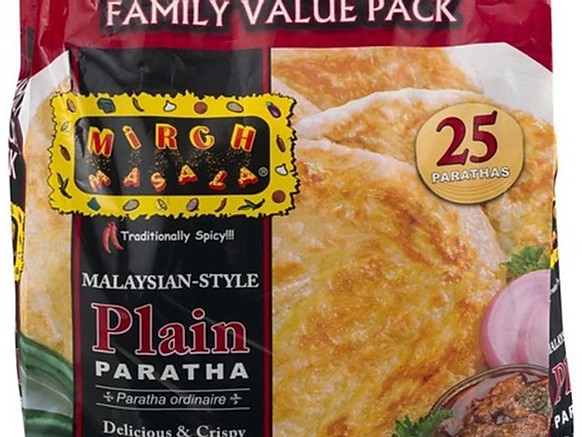 FAMILY VALUE PACK
MiRCH
MASALA®
Traditionally Spicy!!!
25
PARATHAS
MALAYSIAN-STYLE
Plain
PARATHA
Paratha ordinaire
Delicious & Crispy